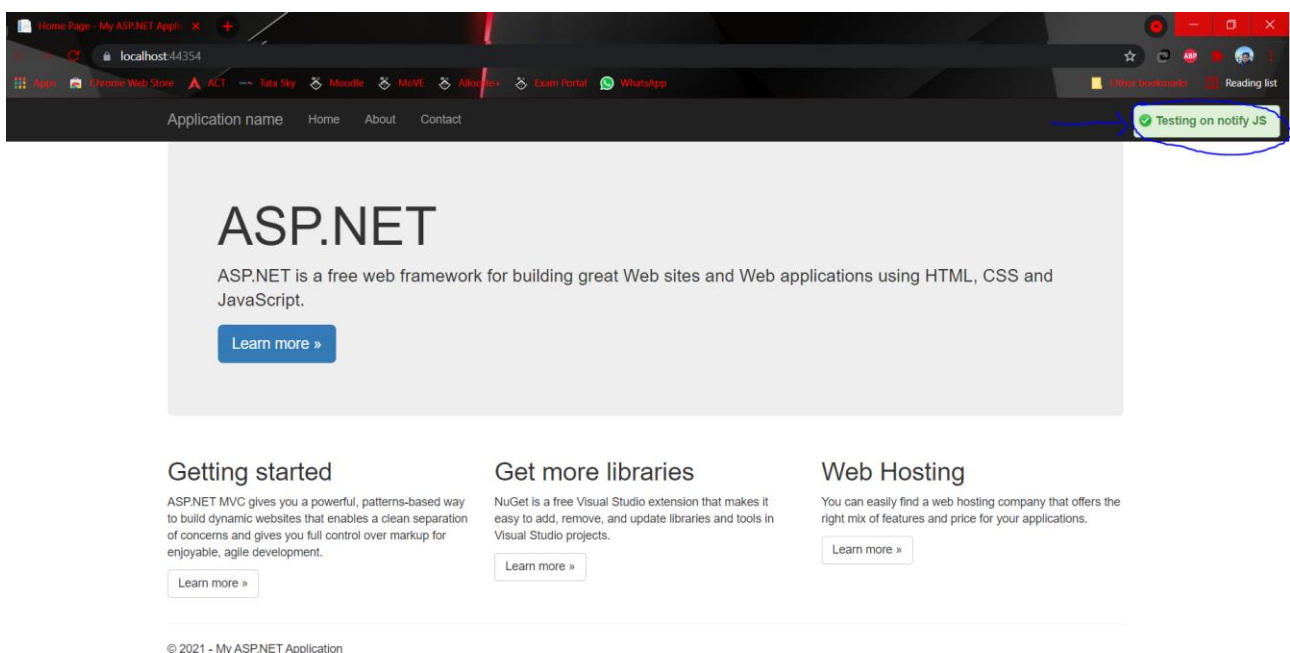 Home Page - My ASP.NET Appli
localhost:44354
ABP
Apps Chrome Web Store ACT Tata Sky Moodle MoVE Exam Portal WhatsApp Other bookmarks Reading list
Application name Home About Contact
Testing on notify JS
ASP.NET
ASP.NET is a free web framework for building great Web sites and Web applications using HTML, CSS and
JavaScript.
Learn more »
Getting started
ASP.NET MVC gives you a powerful, patterns-based way
to build dynamic websites that enables a clean separation
of concerns and gives you full control over markup for
enjoyable, agile development.
Learn more »
Get more libraries
NuGet is a free Visual Studio extension that makes it
easy to add, remove, and update libraries and tools in
Visual Studio projects.
Learn more »
Web Hosting
You can easily find a web hosting company that offers the
right mix of features and price for your applications.
Learn more »
© 2021 - My ASP.NET Application